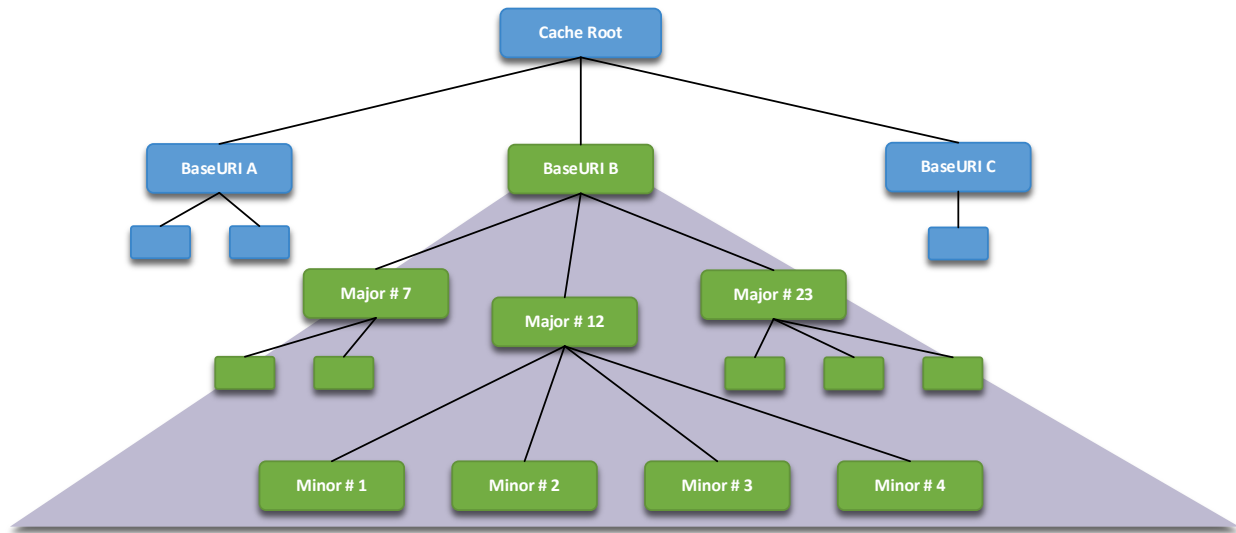 Cache Root
BaseURI A
BaseURI B
BaseURI C
Major # 7
Major # 12
Major # 23
Minor # 1
Minor # 2
Minor # 3
Minor # 4